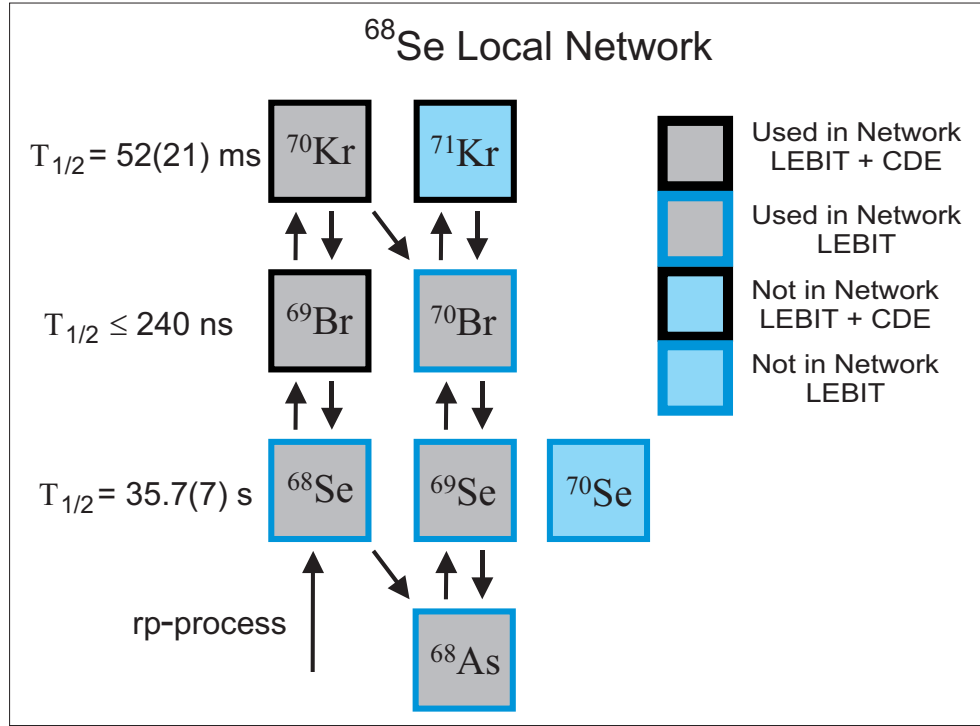 ⁶⁸Se Local Network
T₁/₂ = 52(21) ms
⁷⁰Kr
⁷¹Kr
Used in Network
LEBIT + CDE
Used in Network
LEBIT
T₁/₂ ≤ 240 ns
⁶⁹Br
⁷⁰Br
Not in Network
LEBIT + CDE
Not in Network
LEBIT
T₁/₂ = 35.7(7) s
⁶⁸Se
⁶⁹Se
⁷⁰Se
rp-process
⁶⁸As